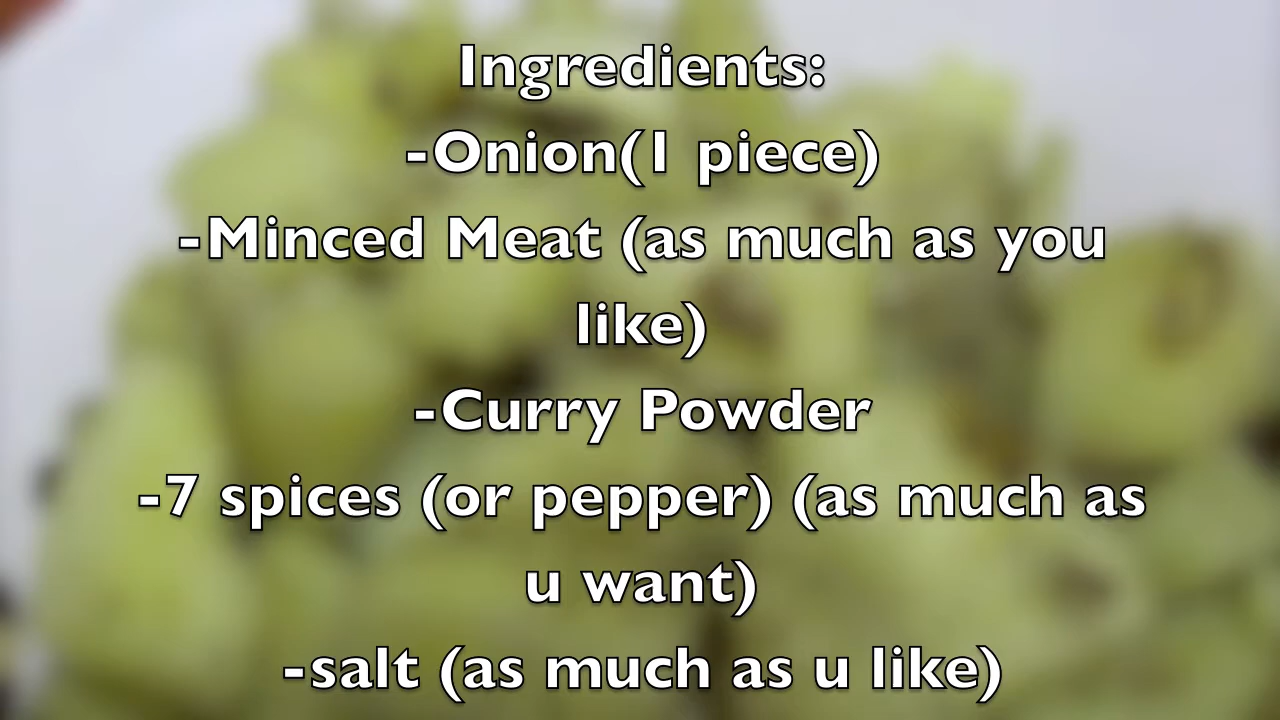 Ingredients:
-Onion(1 piece)
-Minced Meat (as much as you
like)
-Curry Powder
-7 spices (or pepper) (as much as
u want)
-salt (as much as u like)